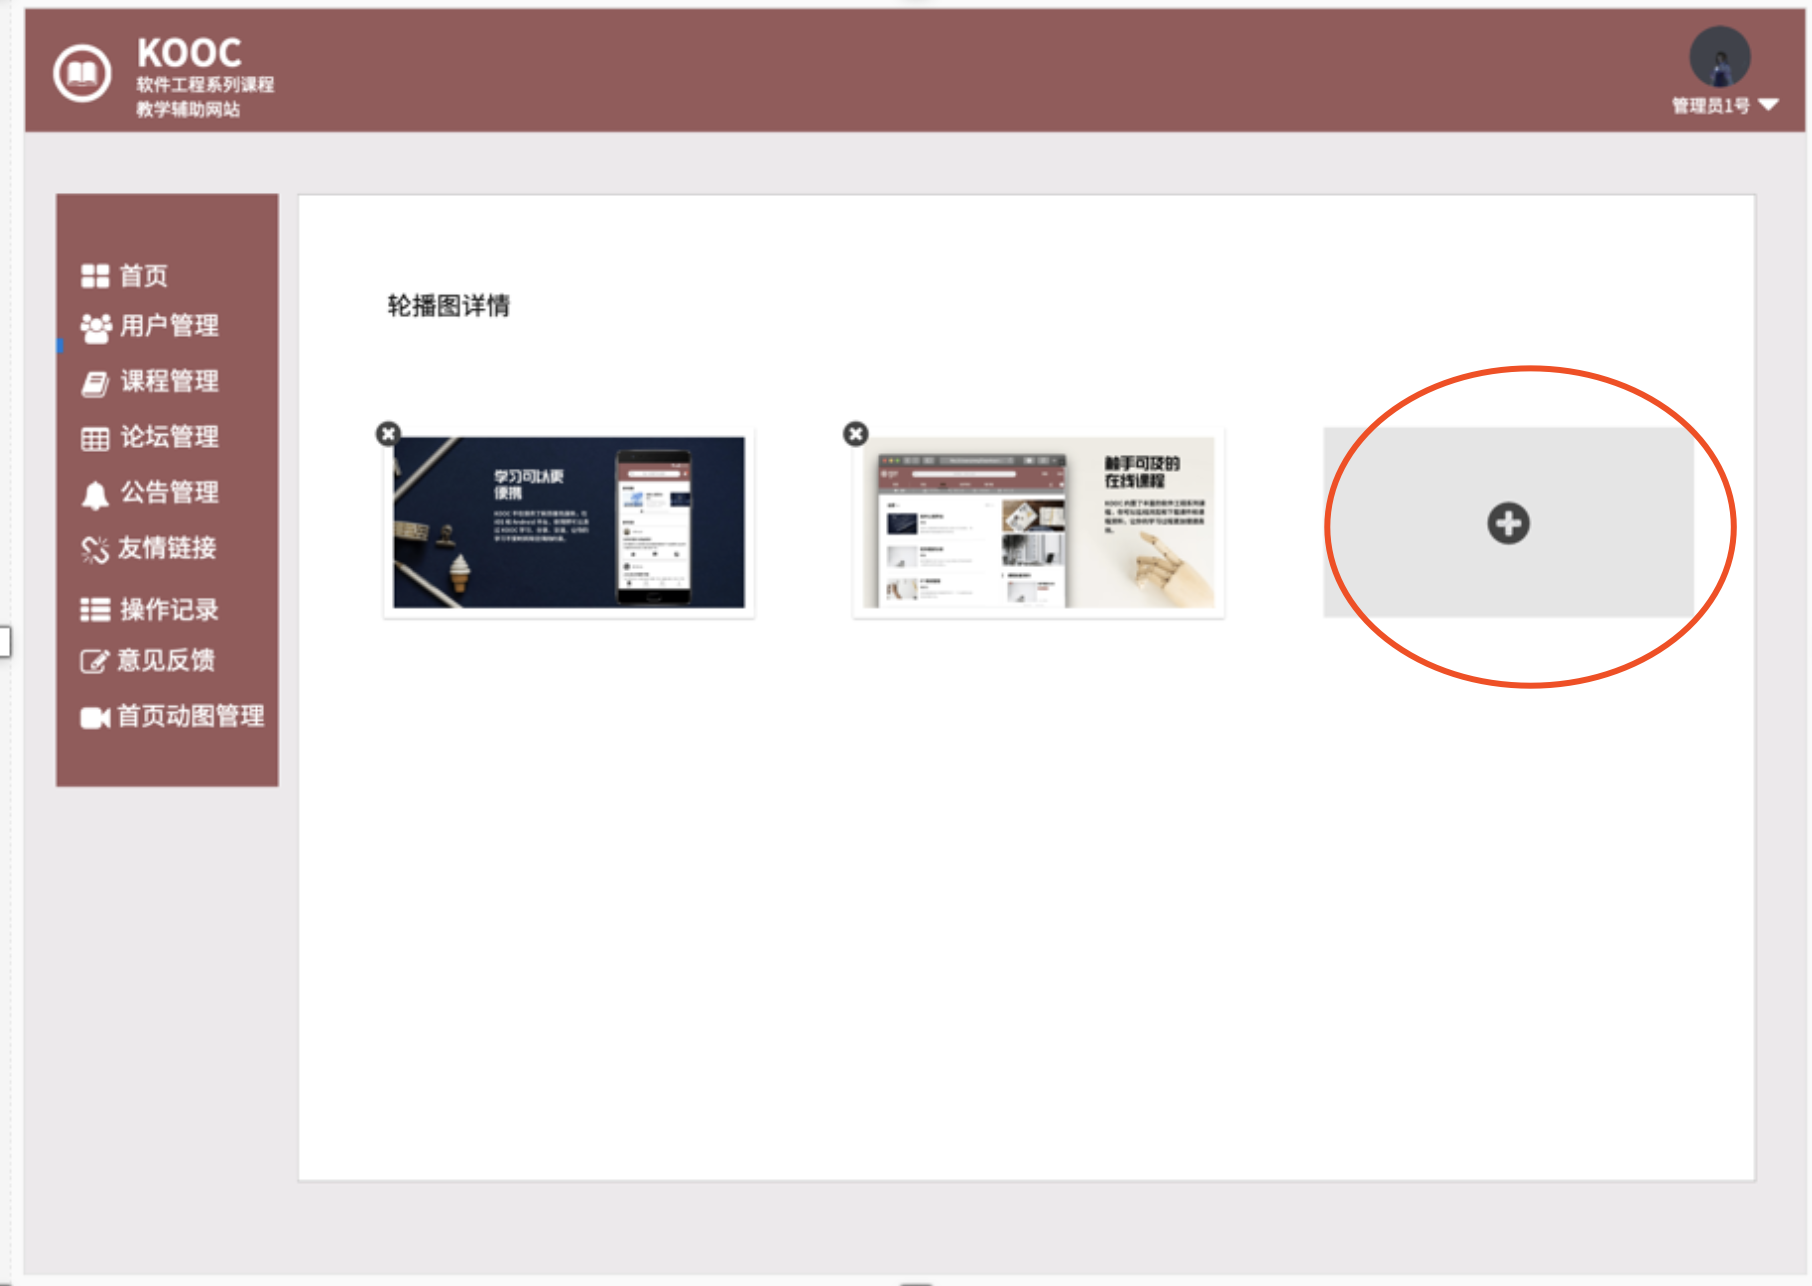 KOOC
软件工程系列课程
教学辅助网站
管理员1号
首页
用户管理
课程管理
论坛管理
公告管理
友情链接
操作记录
意见反馈
首页动图管理
轮播图详情
学习可以更
便携
触手可及的
在线课程